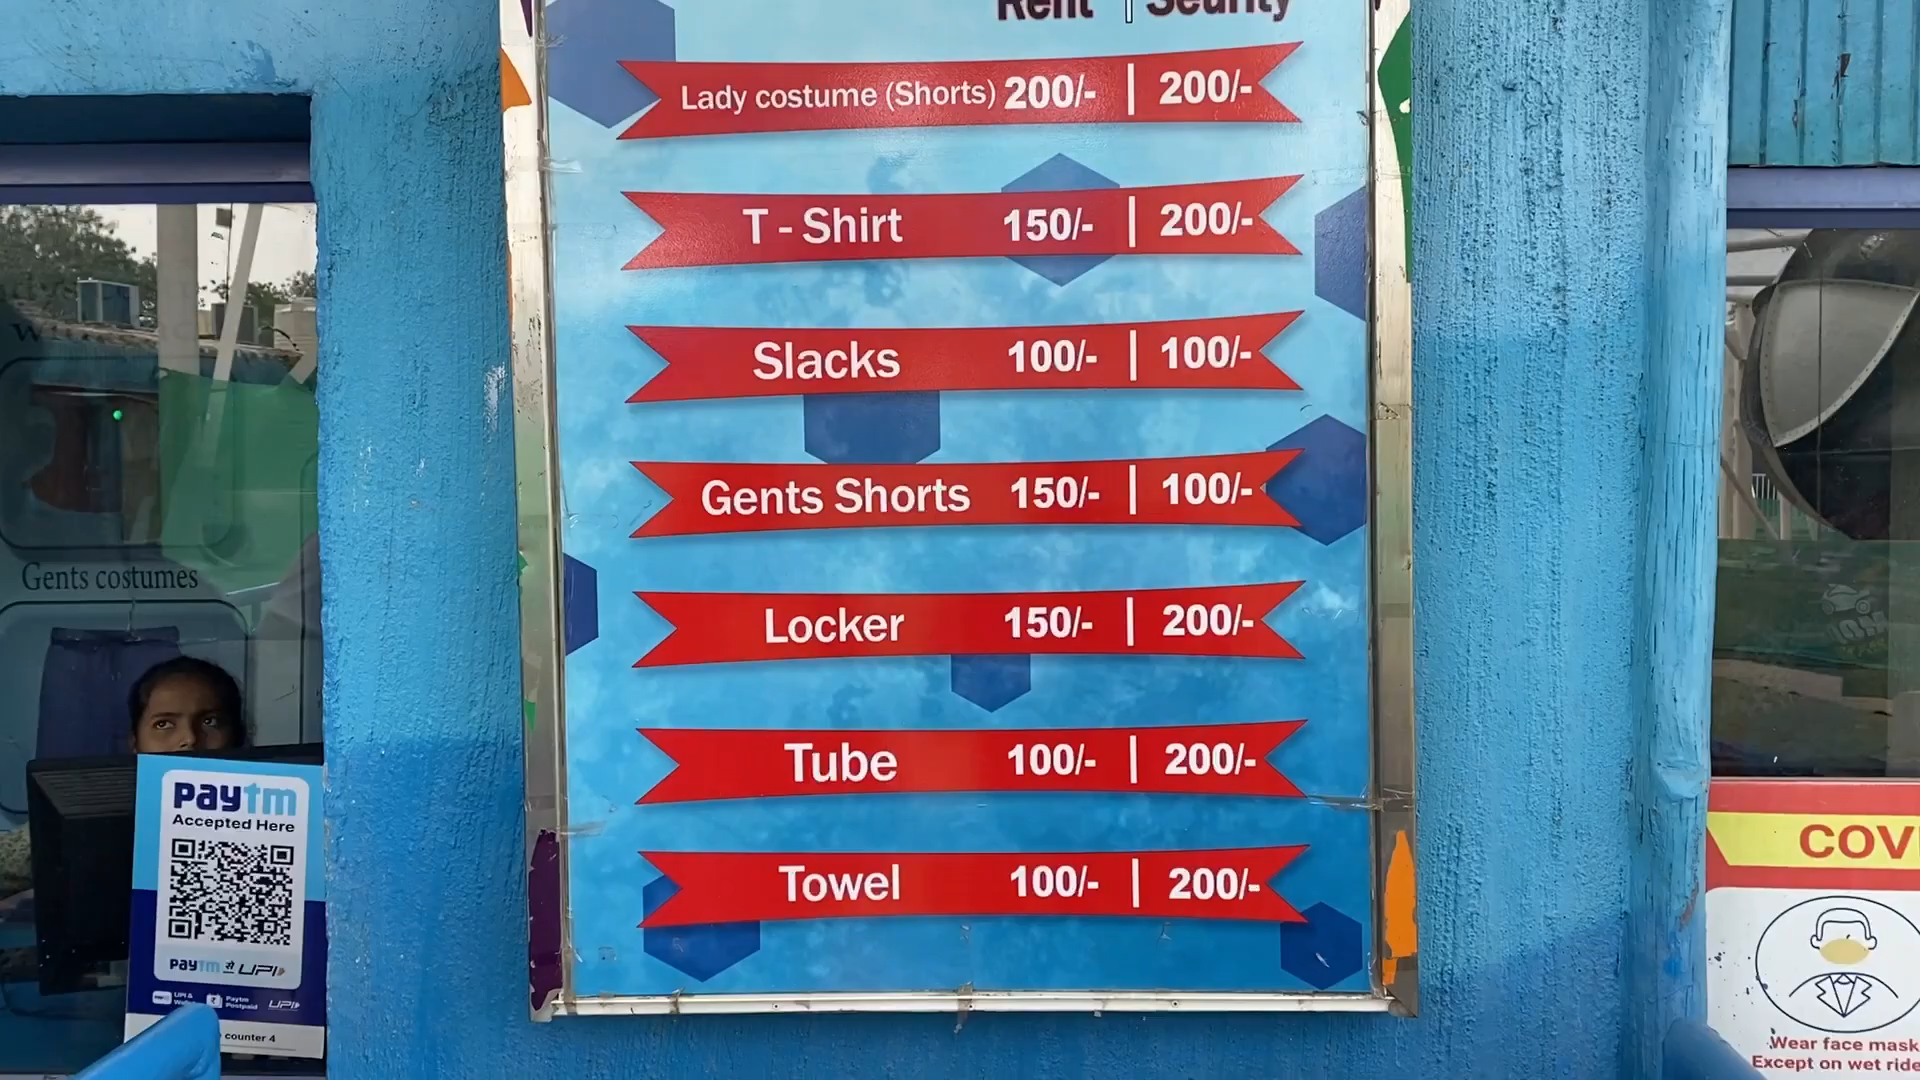 Rent | Seurity
Lady costume (Shorts) 200/- | 200/-
T - Shirt 150/- | 200/-
Slacks 100/- | 100/-
Gents Shorts 150/- | 100/-
Locker 150/- | 200/-
Tube 100/- | 200/-
Towel 100/- | 200/-
Gents costumes
paytm
Accepted Here
paytm से UPI
UPI &
Paytm
Postpaid
UPI
counter 4
COV
Wear face mask
Except on wet ride